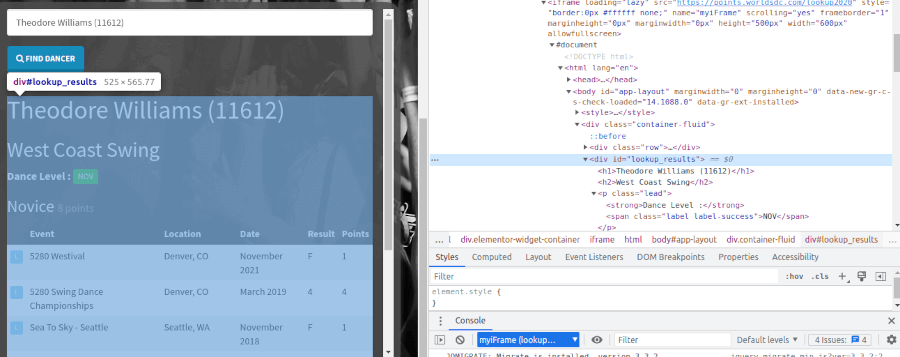 Theodore Williams (11612)
FIND DANCER
div#lookup_results 525 × 565.77
Theodore Williams (11612)
West Coast Swing
Dance Level : NOV
Novice 8 points
Event Location Date Result Points
L 5280 Westival Denver, CO November 2021 F 1
L 5280 Swing Dance Championships Denver, CO March 2019 4 4
L Sea To Sky - Seattle Seattle, WA November 2018 F 1
▼<iframe loading="lazy" src="https://points.worldsdc.com/lookup2020" style=
"border:0px #ffffff none;" name="myiFrame" scrolling="yes" frameborder="1"
marginheight="0px" marginwidth="0px" height="500px" width="600px"
allowfullscreen>
▼#document
<!DOCTYPE html>
▼<html lang="en">
▶<head>…</head>
▼<body id="app-layout" marginwidth="0" marginheight="0" data-new-gr-c-
s-check-loaded="14.1088.0" data-gr-ext-installed>
▶<style>…</style>
▼<div class="container-fluid">
::before
▶<div class="row">…</div>
… ▼<div id="lookup_results"> == $0
<h1>Theodore Williams (11612)</h1>
<h2>West Coast Swing</h2>
▼<p class="lead">
<strong>Dance Level :</strong>
<span class="label label-success">NOV</span>
</p>
… l div.elementor-widget-container iframe html body#app-layout div.container-fluid div#lookup_results …
Styles Computed Layout Event Listeners DOM Breakpoints Properties Accessibility
Filter :hov .cls +
element.style {
}
Console
myiFrame (lookup... Filter Default levels ▼ 4 Issues: 4
JQMIGRATE: Migrate is installed, version 3.3.2 jquery-migrate.min.js?ver=3.3.2:2